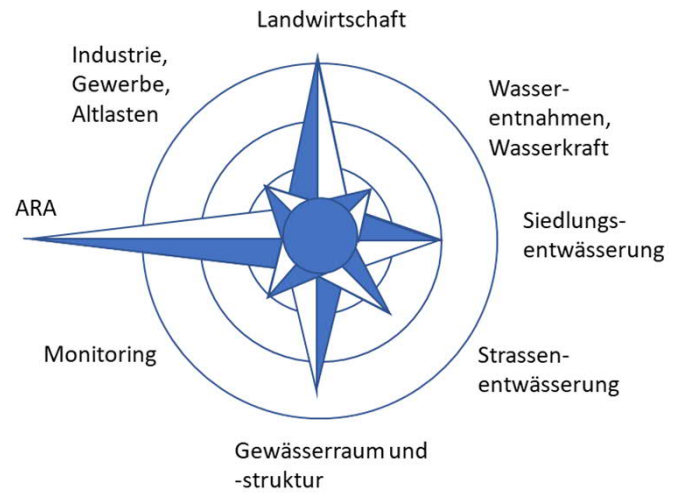 Landwirtschaft
Industrie,
Gewerbe,
Altlasten
Wasser-
entnahmen,
Wasserkraft
ARA
Siedlungs-
entwässerung
Monitoring
Strassen-
entwässerung
Gewässerraum und
-struktur